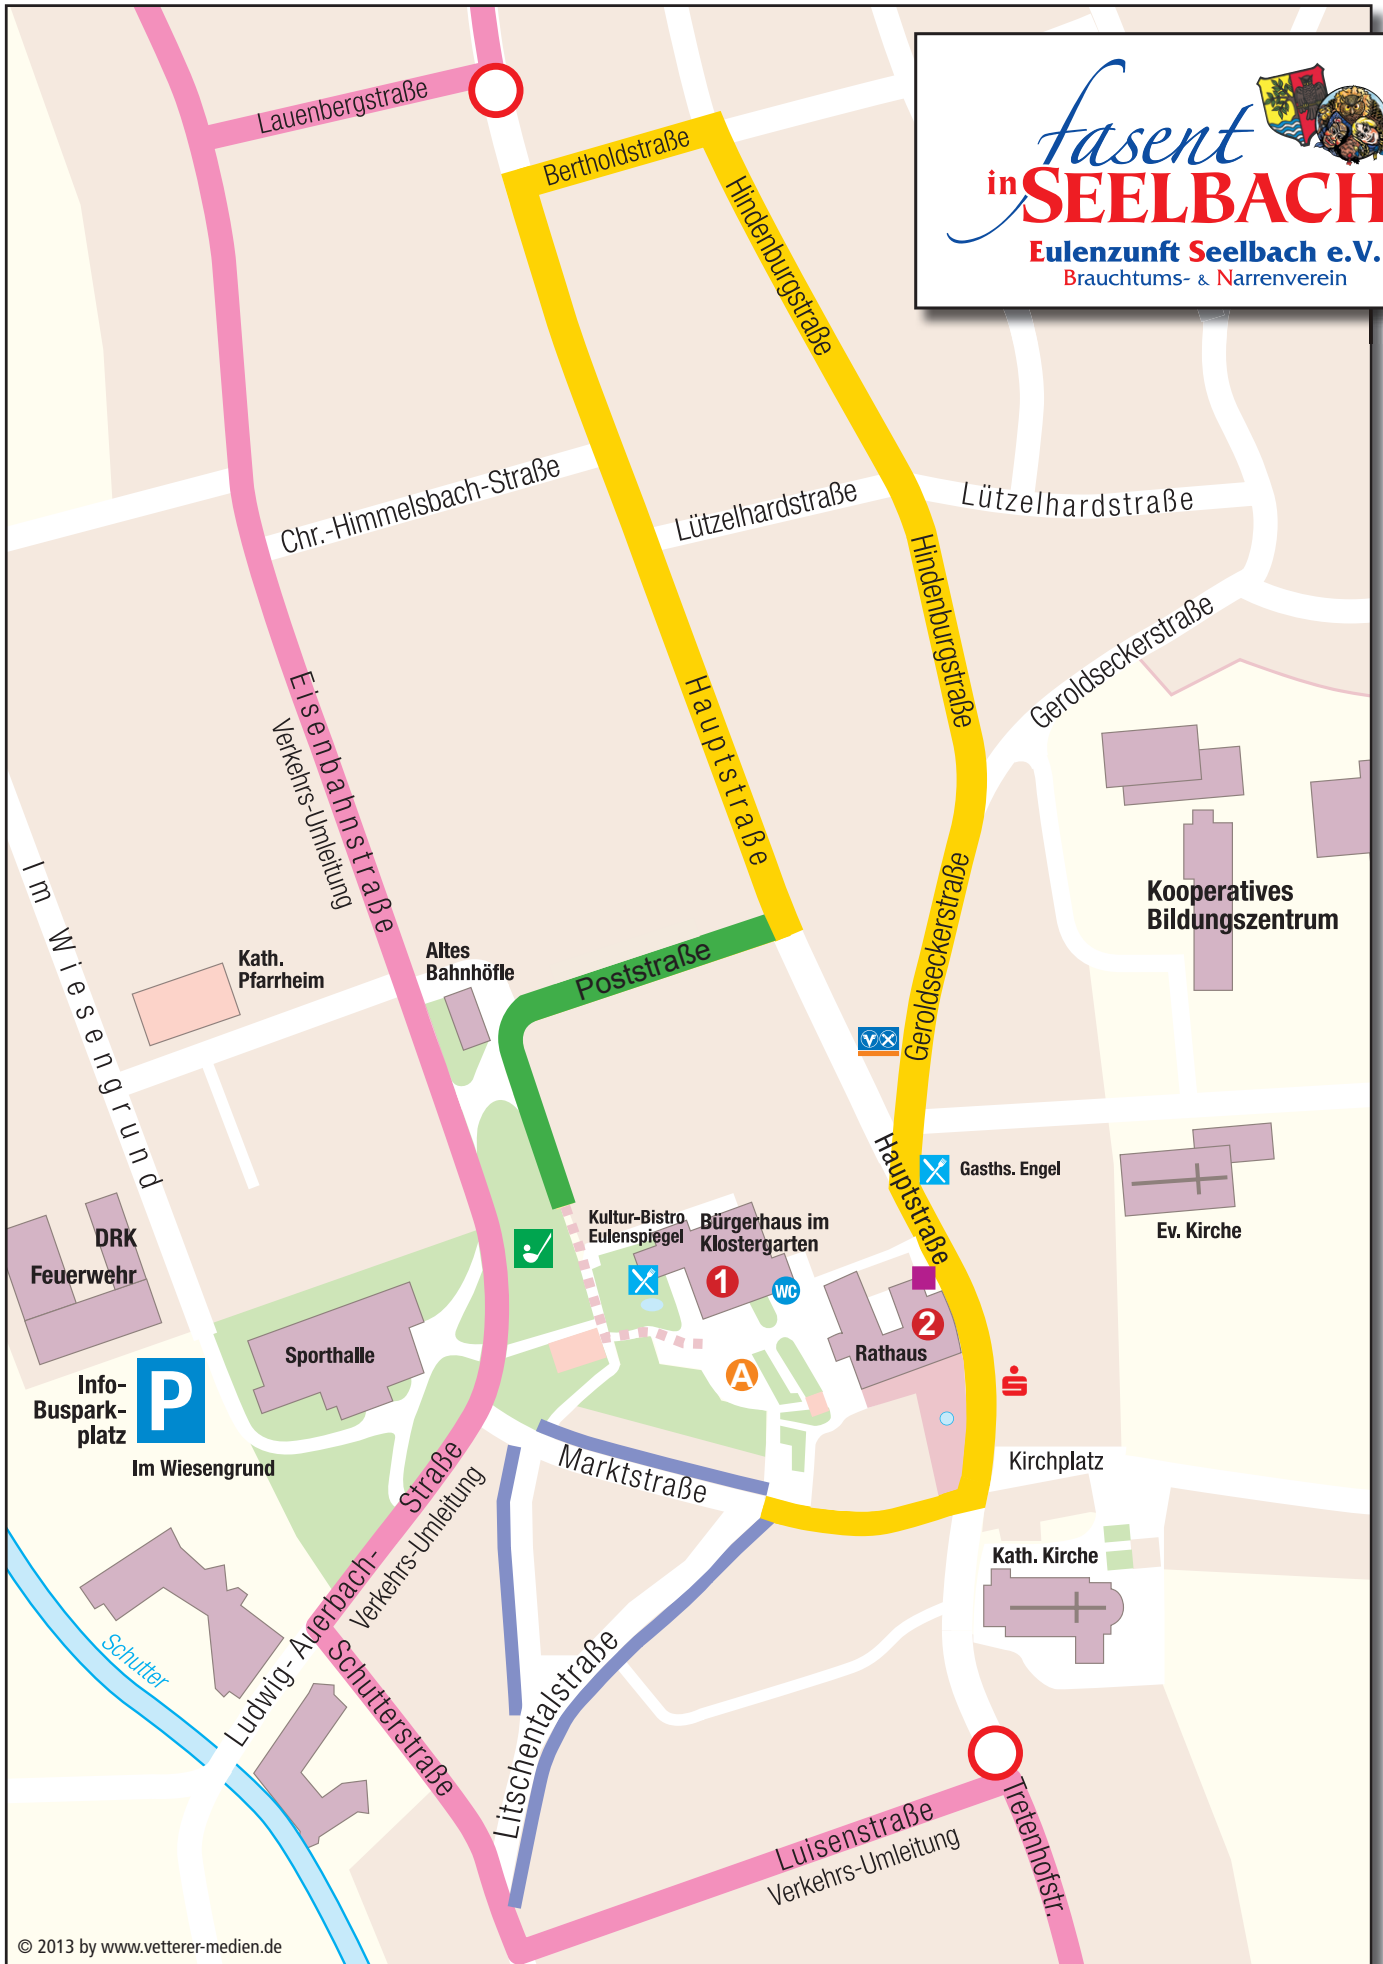 fasent
in SEELBACH
Eulenzunft Seelbach e.V.
Brauchtums- & Narrenverein
Lauenbergstraße
Bertholdstraße
Hindenburgstraße
Chr.-Himmelsbach-Straße
Lützelhardstraße
Lützelhardstraße
Hindenburgstraße
Geroldseckerstraße
Eisenbahnstraße
Verkehrs-Umleitung
Hauptstraße
Im Wiesengrund
Kooperatives
Bildungszentrum
Kath.
Pfarrheim
Altes
Bahnhöfle
Poststraße
Geroldseckerstraße
Hauptstraße
Gasths. Engel
Ev. Kirche
DRK
Feuerwehr
Kultur-Bistro
Eulenspiegel
Bürgerhaus im
Klostergarten
1
WC
2
Rathaus
Sporthalle
A
S
Info-
Buspark-
platz
P
Im Wiesengrund
Marktstraße
Kirchplatz
Kath. Kirche
Ludwig-Auerbach-Straße
Verkehrs-Umleitung
Schutter
Schutterstraße
Litschentalstraße
Luisenstraße
Verkehrs-Umleitung
Tretenhofstr.
© 2013 by www.vetterer-medien.de